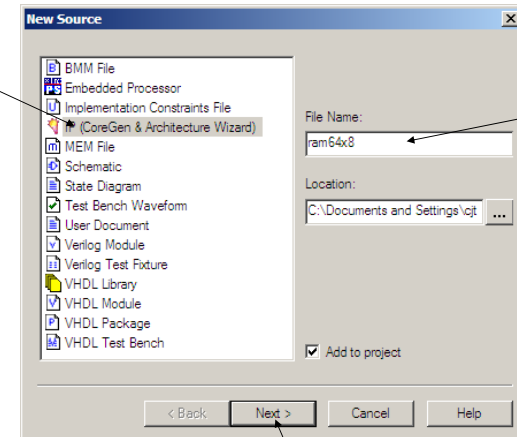 New Source
BMM File
Embedded Processor
Implementation Constraints File
(CoreGen & Architecture Wizard)
MEM File
Schematic
State Diagram
Test Bench Waveform
User Document
Verilog Module
Verilog Test Fixture
VHDL Library
VHDL Module
VHDL Package
VHDL Test Bench
File Name:
ram64x8
Location:
C:\Documents and Settings\cjt
...
Add to project
< Back
Next >
Cancel
Help